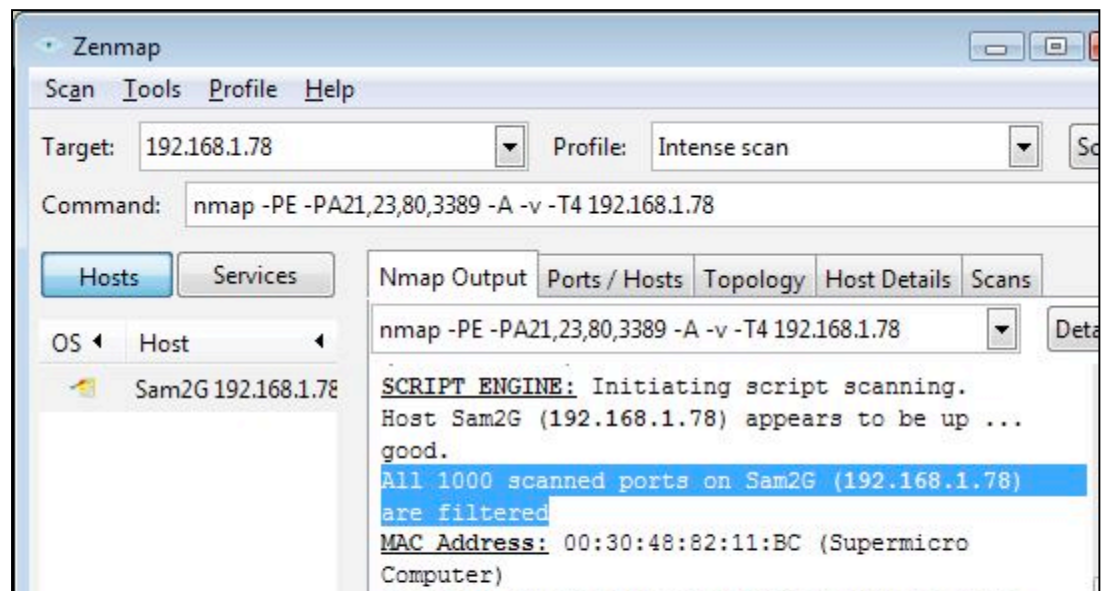 Zenmap
Scan Tools Profile Help
Target: 192.168.1.78 Profile: Intense scan
Command: nmap -PE -PA21,23,80,3389 -A -v -T4 192.168.1.78
Hosts Services Nmap Output Ports / Hosts Topology Host Details Scans
nmap -PE -PA21,23,80,3389 -A -v -T4 192.168.1.78
OS Host
Sam2G 192.168.1.78
SCRIPT ENGINE: Initiating script scanning.
Host Sam2G (192.168.1.78) appears to be up ...
good.
All 1000 scanned ports on Sam2G (192.168.1.78)
are filtered
MAC Address: 00:30:48:82:11:BC (Supermicro
Computer)